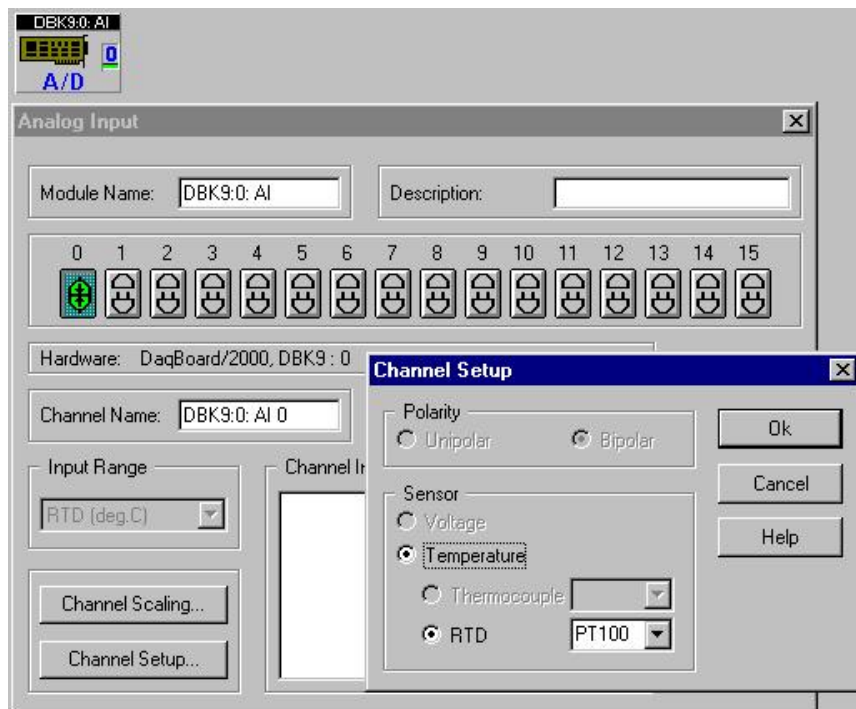 DBK9:0: AI
0
A/D
Analog Input
Module Name: DBK9:0: AI Description:
0 1 2 3 4 5 6 7 8 9 10 11 12 13 14 15
Hardware: DaqBoard/2000, DBK9 : 0
Channel Name: DBK9:0: AI 0
Input Range
RTD (deg.C)
Channel Scaling...
Channel Setup...
Channel
Channel Setup
Polarity
Unipolar Bipolar
Sensor
Voltage
Temperature
Thermocouple
RTD PT100
Ok
Cancel
Help